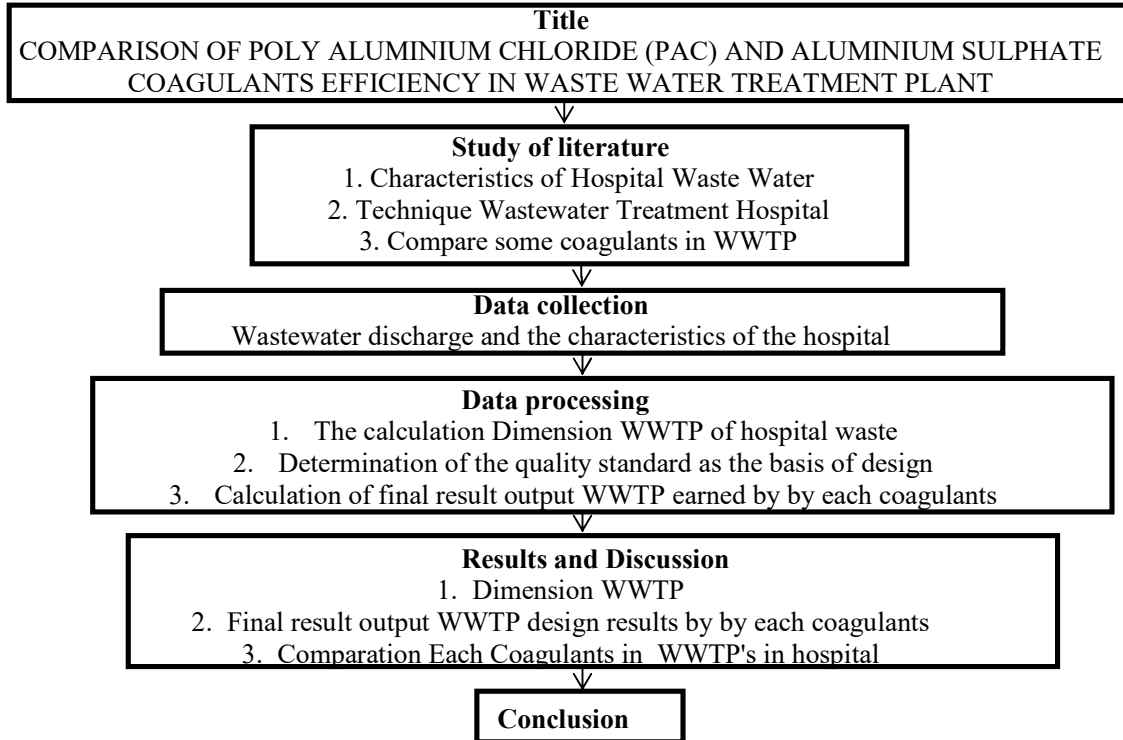 Title
COMPARISON OF POLY ALUMINIUM CHLORIDE (PAC) AND ALUMINIUM SULPHATE
COAGULANTS EFFICIENCY IN WASTE WATER TREATMENT PLANT
Study of literature
1. Characteristics of Hospital Waste Water
2. Technique Wastewater Treatment Hospital
3. Compare some coagulants in WWTP
Data collection
Wastewater discharge and the characteristics of the hospital
Data processing
1. The calculation Dimension WWTP of hospital waste
2. Determination of the quality standard as the basis of design
3. Calculation of final result output WWTP earned by by each coagulants
Results and Discussion
1. Dimension WWTP
2. Final result output WWTP design results by by each coagulants
3. Comparation Each Coagulants in WWTP's in hospital
Conclusion